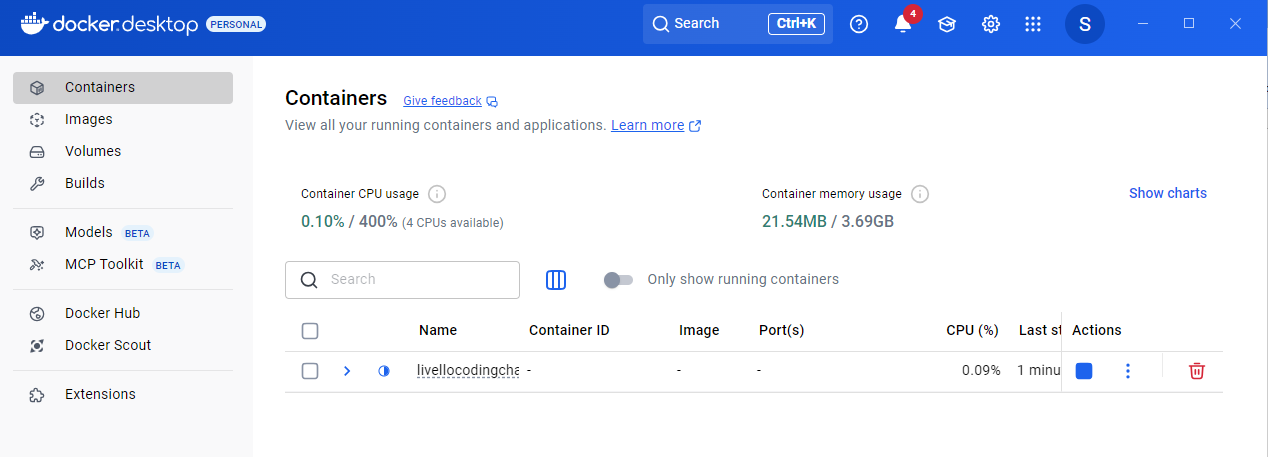 docker.desktop PERSONAL Search Ctrl+K 4 S
Containers
Images
Volumes
Builds
Models BETA
MCP Toolkit BETA
Docker Hub
Docker Scout
Extensions
Containers Give feedback
View all your running containers and applications. Learn more
Container CPU usage
0.10% / 400% (4 CPUs available)
Container memory usage
21.54MB / 3.69GB
Show charts
Search Only show running containers
Name Container ID Image Port(s) CPU (%) Last st Actions
livellocodingcha - - - 0.09% 1 minu